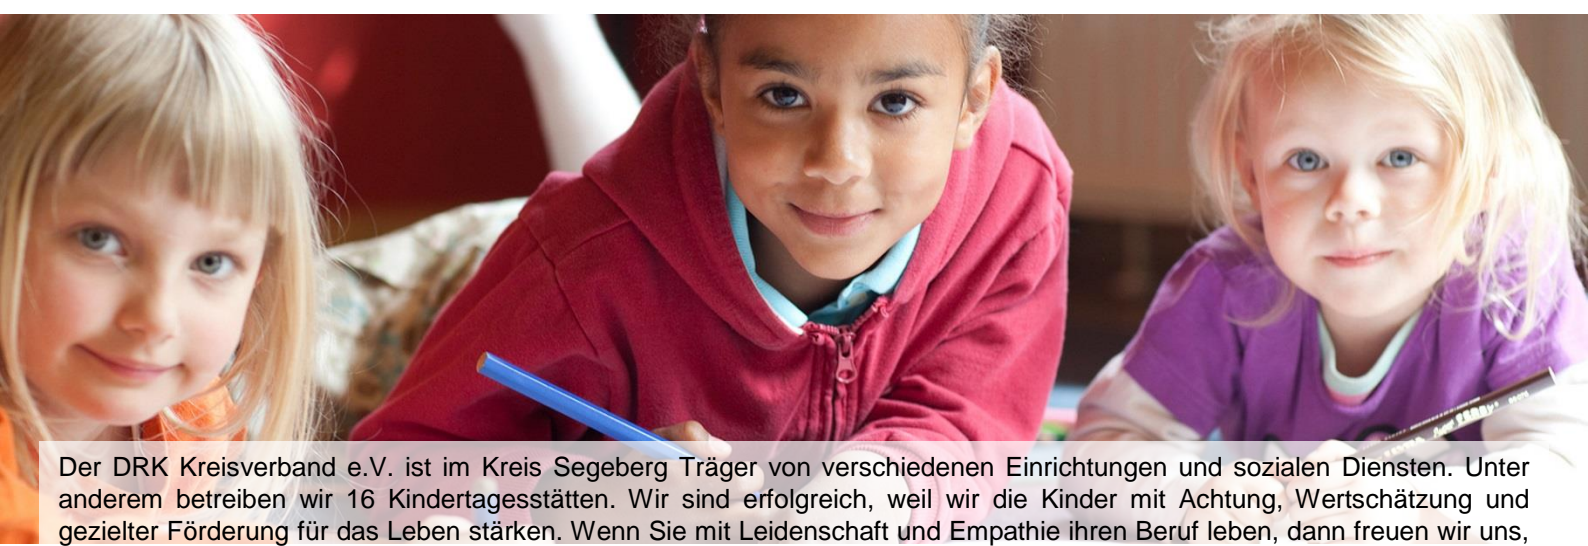 Der DRK Kreisverband e.V. ist im Kreis Segeberg Träger von verschiedenen Einrichtungen und sozialen Diensten. Unter
anderem betreiben wir 16 Kindertagesstätten. Wir sind erfolgreich, weil wir die Kinder mit Achtung, Wertschätzung und
gezielter Förderung für das Leben stärken. Wenn Sie mit Leidenschaft und Empathie ihren Beruf leben, dann freuen wir uns,